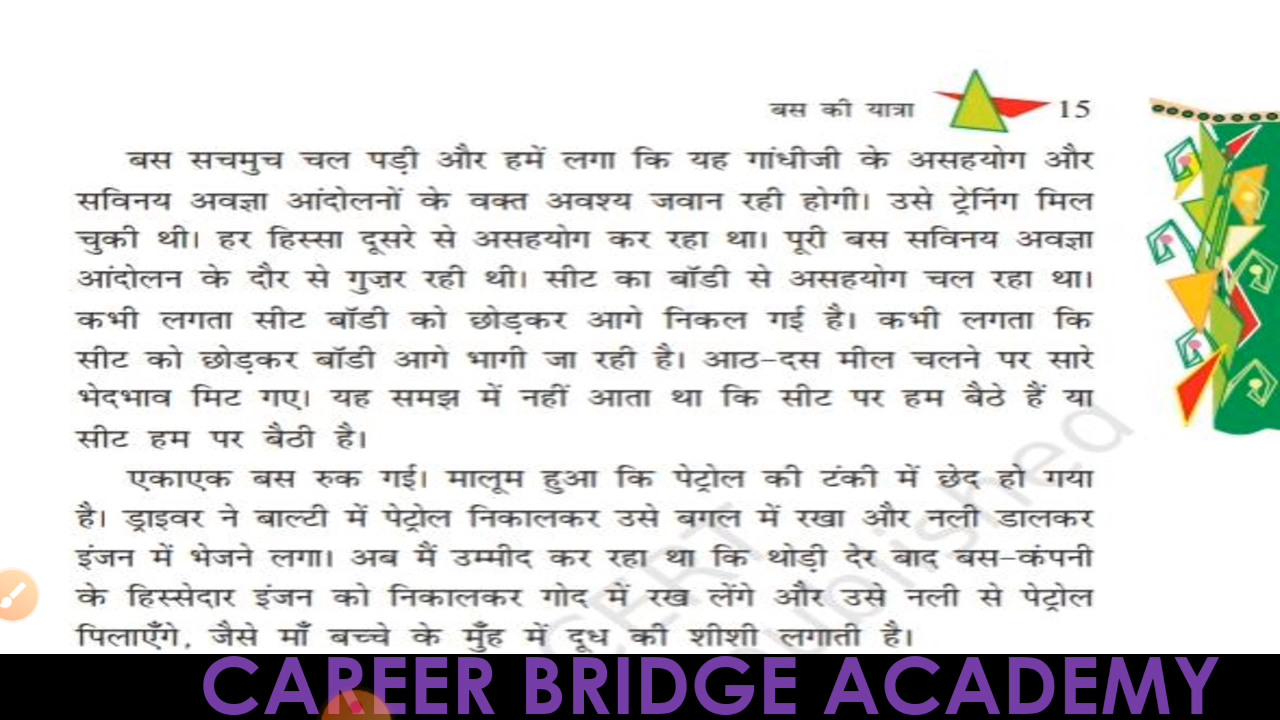 बस की यात्रा 15
बस सचमुच चल पड़ी और हमें लगा कि यह गांधीजी के असहयोग और
सविनय अवज्ञा आंदोलनों के वक्त अवश्य जवान रही होगी। उसे ट्रेनिंग मिल
चुकी थी। हर हिस्सा दूसरे से असहयोग कर रहा था। पूरी बस सविनय अवज्ञा
आंदोलन के दौर से गुज़र रही थी। सीट का बॉडी से असहयोग चल रहा था।
कभी लगता सीट बॉडी को छोड़कर आगे निकल गई है। कभी लगता कि
सीट को छोड़कर बॉडी आगे भागी जा रही है। आठ-दस मील चलने पर सारे
भेदभाव मिट गए। यह समझ में नहीं आता था कि सीट पर हम बैठे हैं या
सीट हम पर बैठी है।
एकाएक बस रुक गई। मालूम हुआ कि पेट्रोल की टंकी में छेद हो गया
है। ड्राइवर ने बाल्टी में पेट्रोल निकालकर उसे बगल में रखा और नली डालकर
इंजन में भेजने लगा। अब मैं उम्मीद कर रहा था कि थोड़ी देर बाद बस-कंपनी
के हिस्सेदार इंजन को निकालकर गोद में रख लेंगे और उसे नली से पेट्रोल
पिलाएँगे, जैसे माँ बच्चे के मुँह में दूध की शीशी लगाती है।
CAREER BRIDGE ACADEMY